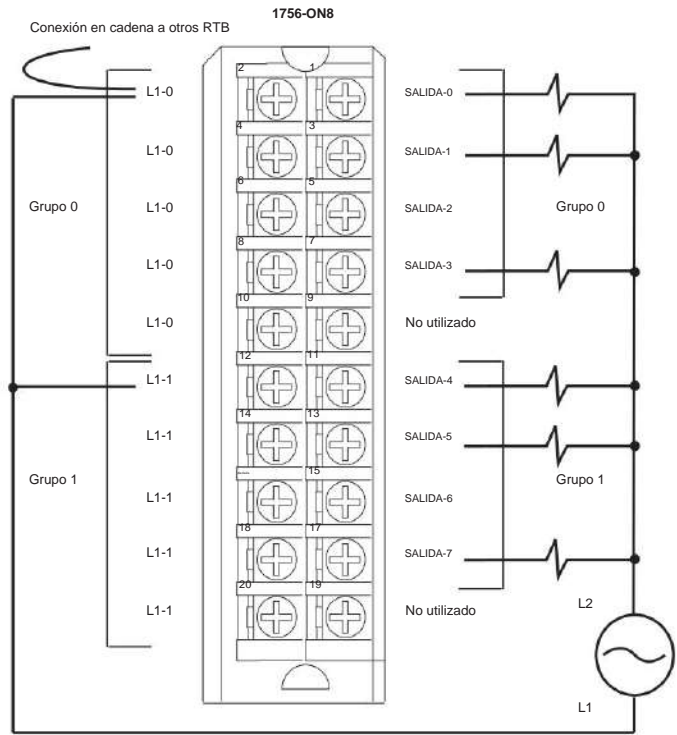 1756-ON8
Conexión en cadena a otros RTB
2 1
L1-0 SALIDA-0
4 3
L1-0 SALIDA-1
6 5
Grupo 0 L1-0 SALIDA-2 Grupo 0
8 7
L1-0 SALIDA-3
10 9
L1-0 No utilizado
12 11
L1-1 SALIDA-4
14 13
L1-1 SALIDA-5
15
Grupo 1 L1-1 SALIDA-6 Grupo 1
18 17
L1-1 SALIDA-7
20 19
L1-1 No utilizado
L2
L1